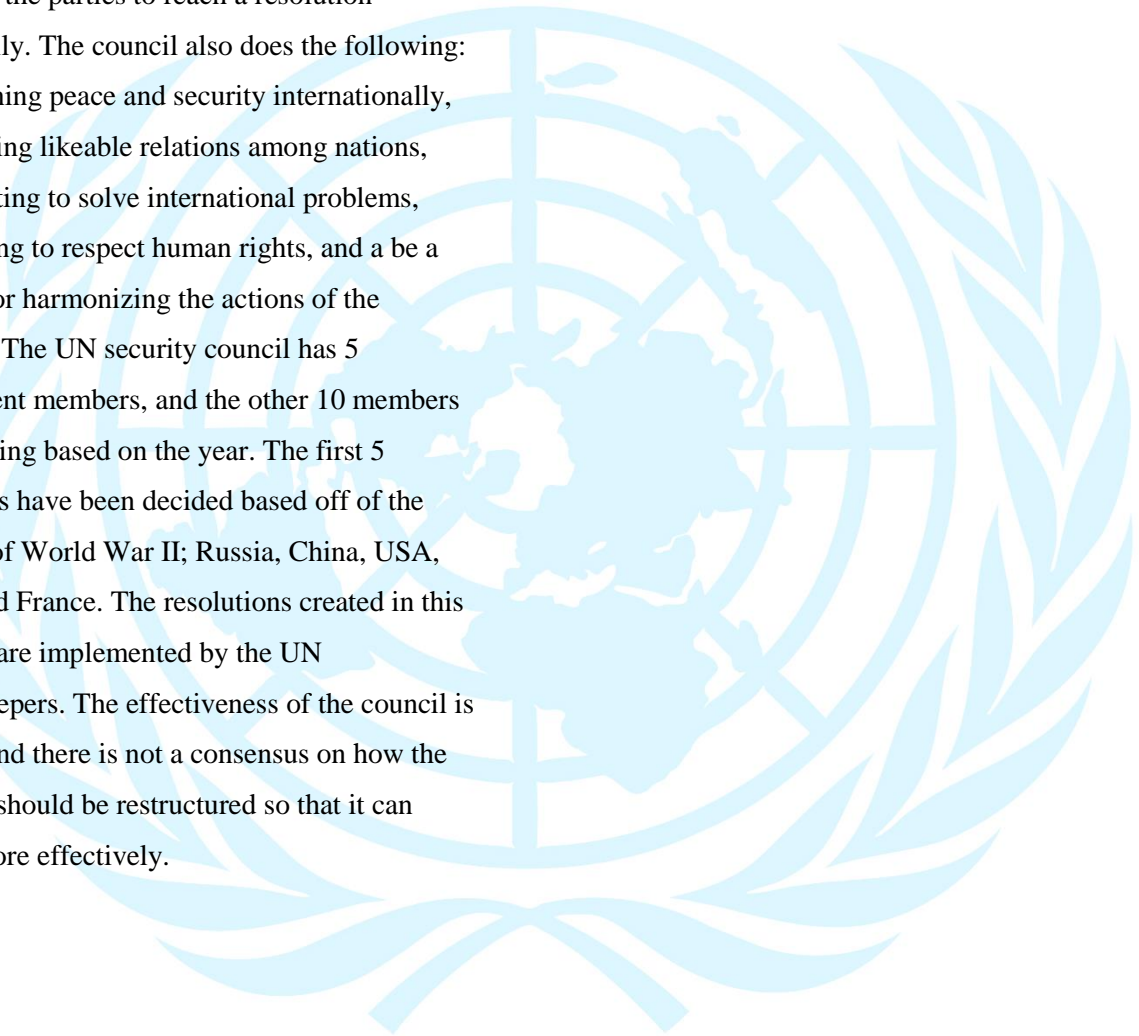 the parties to reach a resolution
ly. The council also does the following:
ning peace and security internationally,
ing likeable relations among nations,
ting to solve international problems,
ng to respect human rights, and a be a
or harmonizing the actions of the
The UN security council has 5
ent members, and the other 10 members
ing based on the year. The first 5
s have been decided based off of the
of World War II; Russia, China, USA,
d France. The resolutions created in this
are implemented by the UN
epers. The effectiveness of the council is
nd there is not a consensus on how the
should be restructured so that it can
ore effectively.